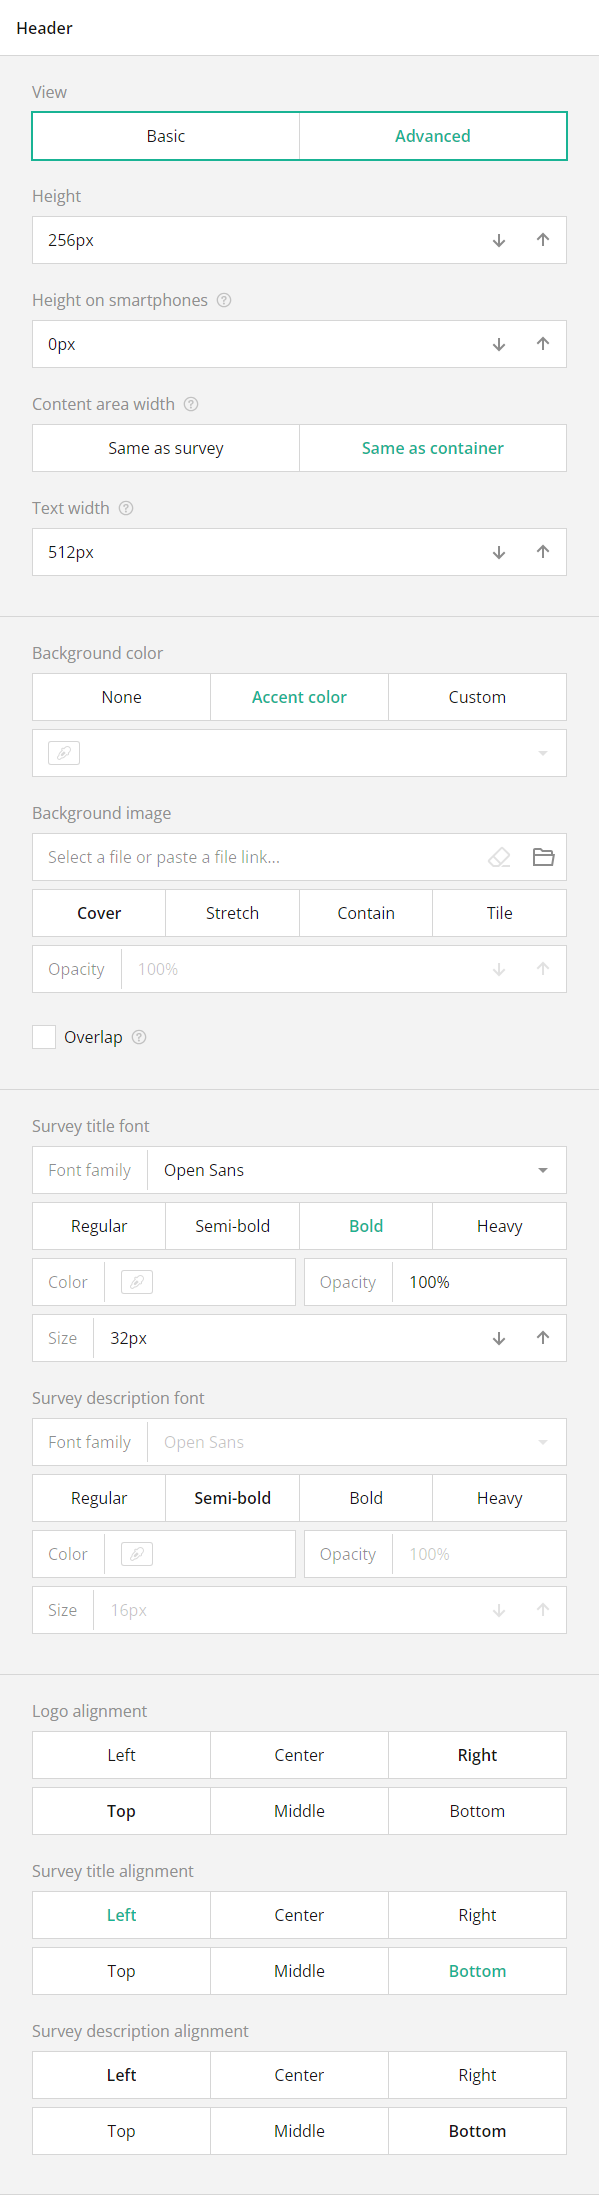 Header
View
Basic Advanced
Height
256px
Height on smartphones
0px
Content area width
Same as survey Same as container
Text width
512px
Background color
None Accent color Custom
Background image
Select a file or paste a file link...
Cover Stretch Contain Tile
Opacity 100%
Overlap
Survey title font
Font family Open Sans
Regular Semi-bold Bold Heavy
Color Opacity 100%
Size 32px
Survey description font
Font family Open Sans
Regular Semi-bold Bold Heavy
Color Opacity 100%
Size 16px
Logo alignment
Left Center Right
Top Middle Bottom
Survey title alignment
Left Center Right
Top Middle Bottom
Survey description alignment
Left Center Right
Top Middle Bottom